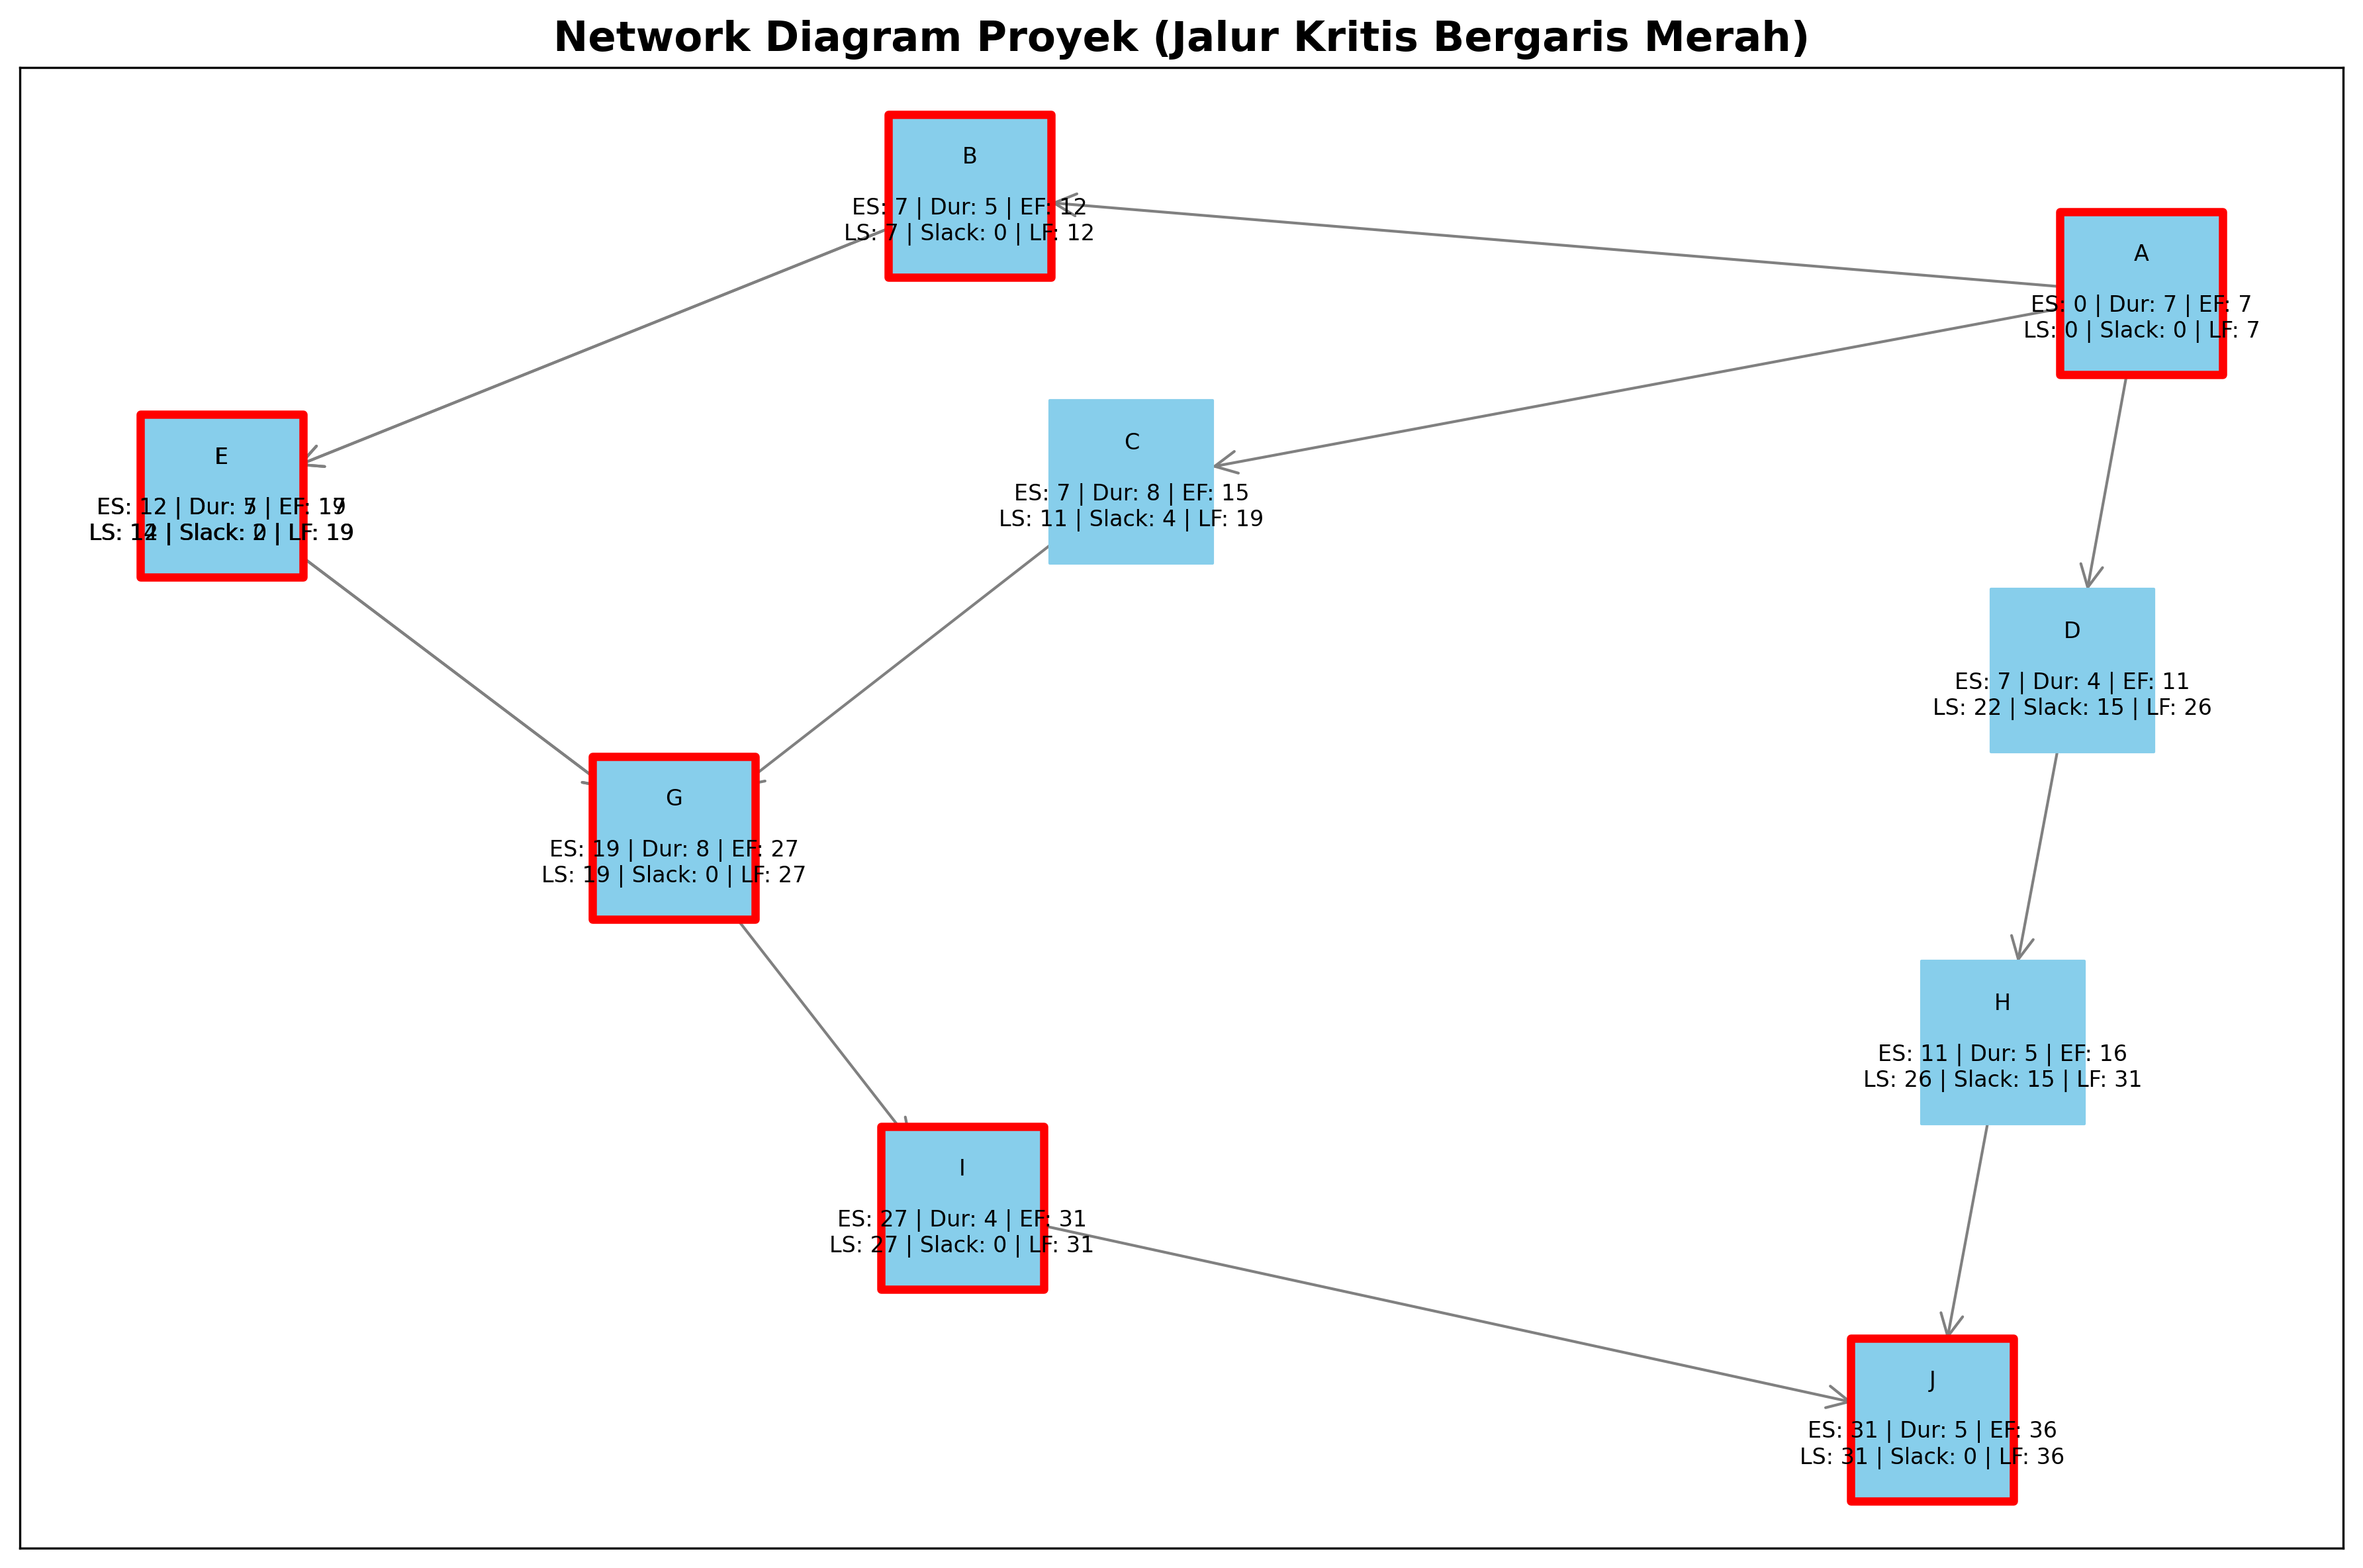 Network Diagram Proyek (Jalur Kritis Bergaris Merah)
B
ES: 7 | Dur: 5 | EF: 12
LS: 7 | Slack: 0 | LF: 12
A
ES: 0 | Dur: 7 | EF: 7
LS: 0 | Slack: 0 | LF: 7
E
ES: 12 | Dur: | EF:
LS: | Slack: | LF: 19
C
ES: 7 | Dur: 8 | EF: 15
LS: 11 | Slack: 4 | LF: 19
D
ES: 7 | Dur: 4 | EF: 11
LS: 22 | Slack: 15 | LF: 26
G
ES: 19 | Dur: 8 | EF: 27
LS: 19 | Slack: 0 | LF: 27
H
ES: 11 | Dur: 5 | EF: 16
LS: 26 | Slack: 15 | LF: 31
I
ES: 27 | Dur: 4 | EF: 31
LS: 27 | Slack: 0 | LF: 31
J
ES: 31 | Dur: 5 | EF: 36
LS: 31 | Slack: 0 | LF: 36